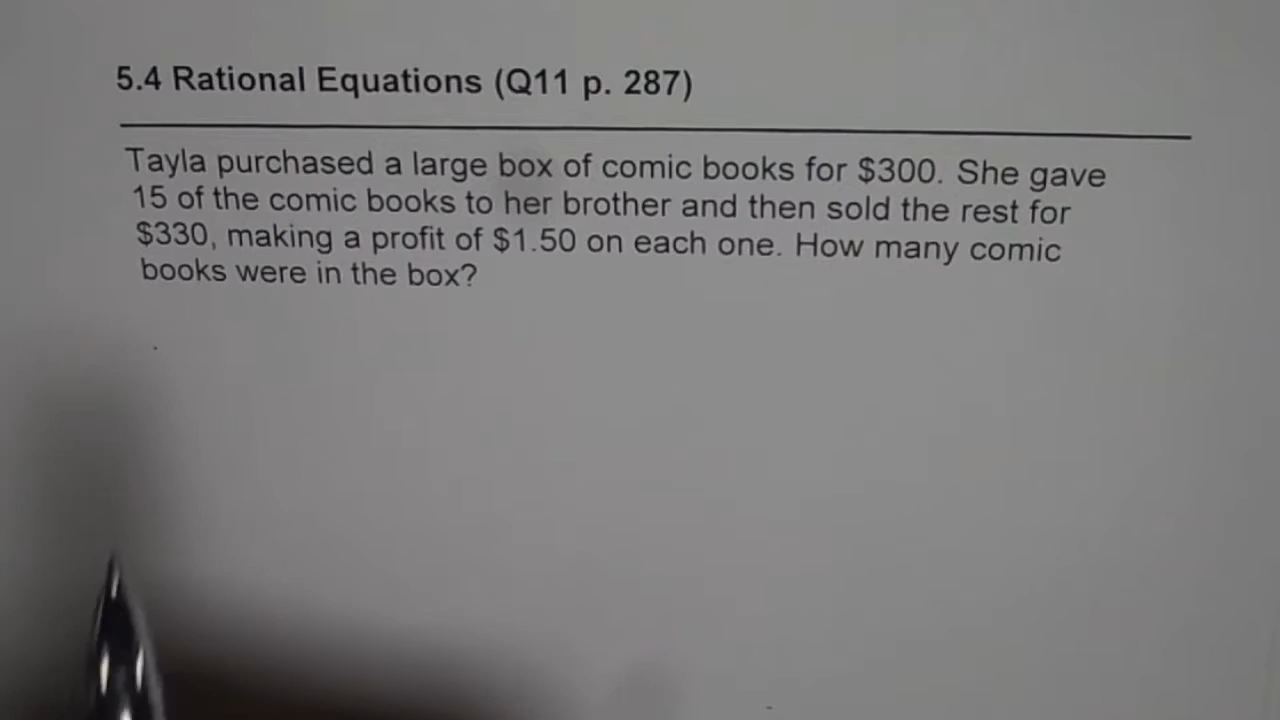 5.4 Rational Equations (Q11 p. 287)
Tayla purchased a large box of comic books for $300. She gave
15 of the comic books to her brother and then sold the rest for
$330, making a profit of $1.50 on each one. How many comic
books were in the box?